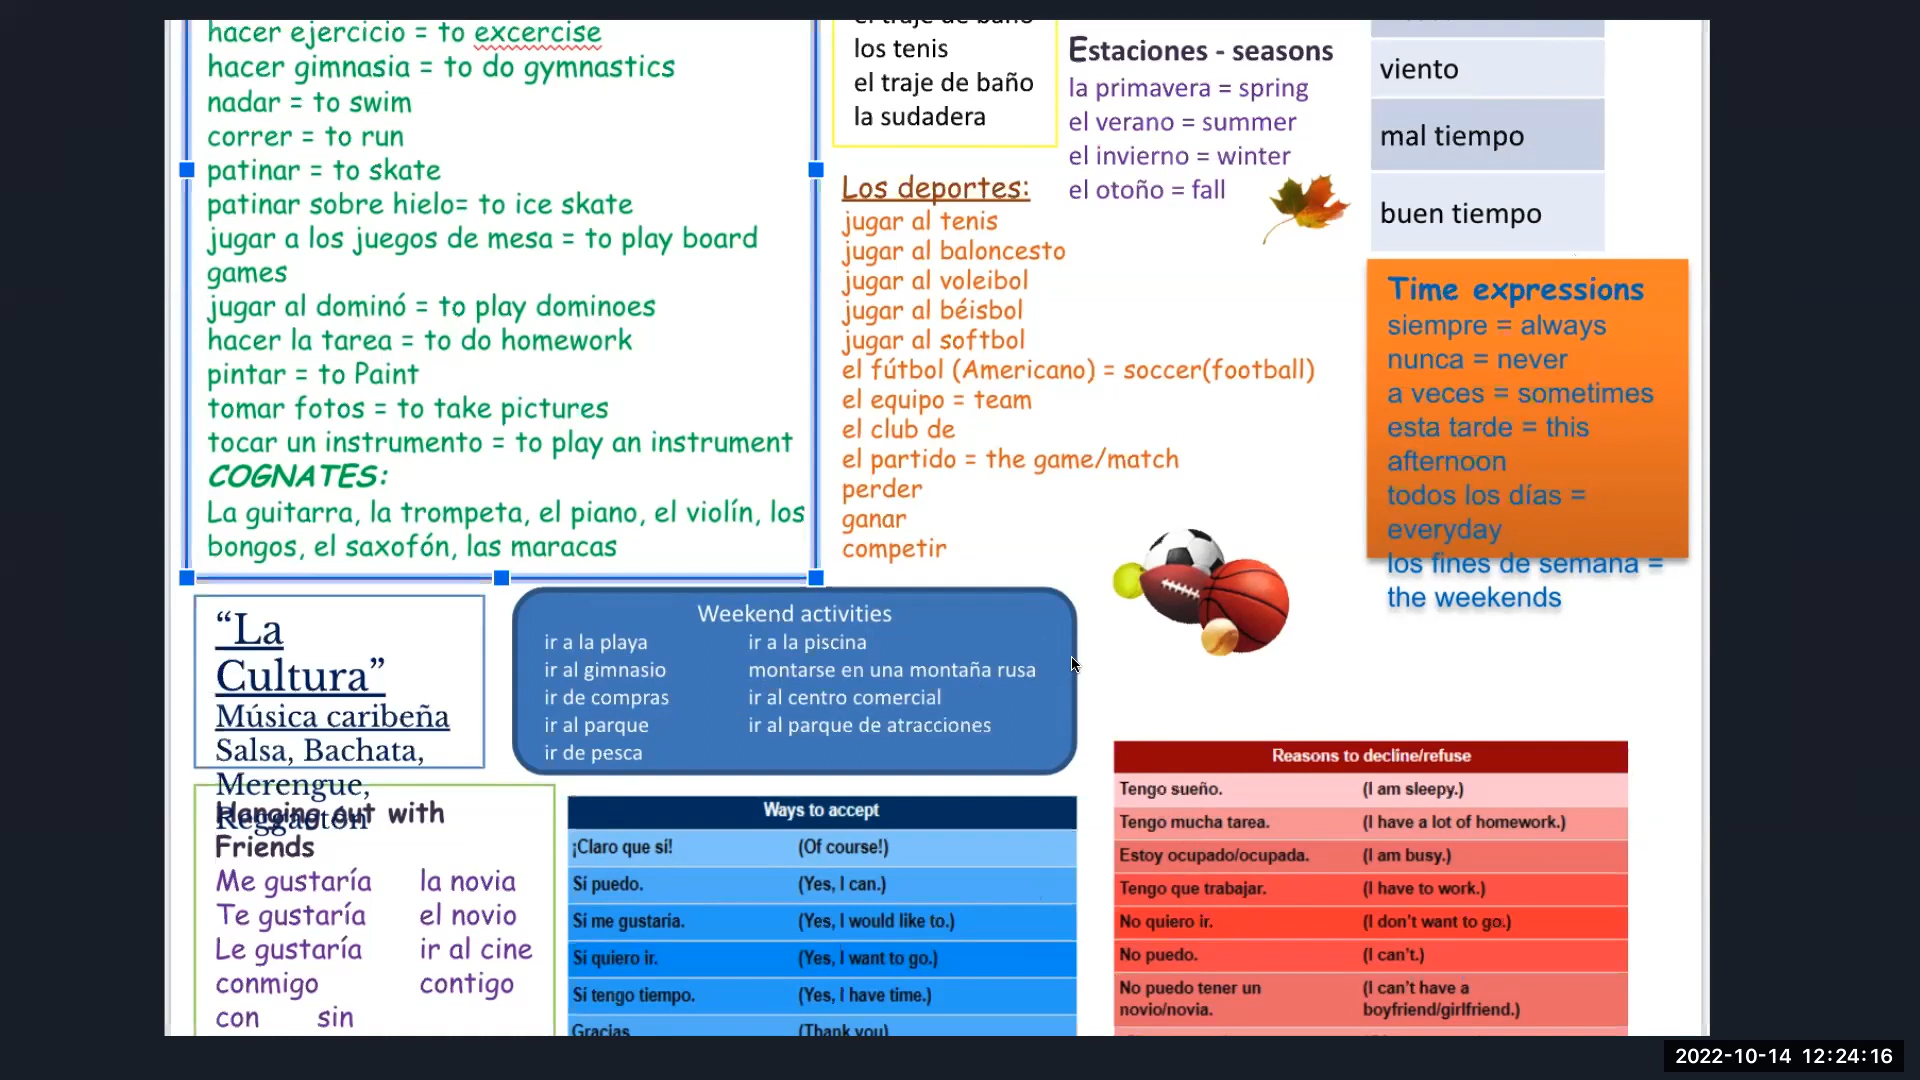 hacer ejercicio = to excercise
hacer gimnasia = to do gymnastics
nadar = to swim
correr = to run
patinar = to skate
patinar sobre hielo= to ice skate
jugar a los juegos de mesa = to play board
games
jugar al dominó = to play dominoes
hacer la tarea = to do homework
pintar = to Paint
tomar fotos = to take pictures
tocar un instrumento = to play an instrument
COGNATES:
La guitarra, la trompeta, el piano, el violín, los
bongos, el saxofón, las maracas
el traje de baño
los tenis
el traje de baño
la sudadera
Estaciones - seasons
la primavera = spring
el verano = summer
el invierno = winter
el otoño = fall
viento
mal tiempo
buen tiempo
Los deportes:
jugar al tenis
jugar al baloncesto
jugar al voleibol
jugar al béisbol
jugar al softbol
el fútbol (Americano) = soccer(football)
el equipo = team
el club de
el partido = the game/match
perder
ganar
competir
Time expressions
siempre = always
nunca = never
a veces = sometimes
esta tarde = this
afternoon
todos los días =
everyday
los fines de semana =
the weekends
“La
Cultura”
Música caribeña
Salsa, Bachata,
Merengue,
Reggaetón
Weekend activities
ir a la playa
ir al gimnasio
ir de compras
ir al parque
ir de pesca
ir a la piscina
montarse en una montaña rusa
ir al centro comercial
ir al parque de atracciones
Hanging out with
Friends
Me gustaría la novia
Te gustaría el novio
Le gustaría ir al cine
conmigo contigo
con sin
Ways to accept
¡Claro que sí! (Of course!)
Sí puedo. (Yes, I can.)
Sí me gustaría. (Yes, I would like to.)
Sí quiero ir. (Yes, I want to go.)
Sí tengo tiempo. (Yes, I have time.)
Gracias (Thank you)
Reasons to decline/refuse
Tengo sueño. (I am sleepy.)
Tengo mucha tarea. (I have a lot of homework.)
Estoy ocupado/ocupada. (I am busy.)
Tengo que trabajar. (I have to work.)
No quiero ir. (I don't want to go.)
No puedo. (I can't.)
No puedo tener un (I can't have a
novio/novia. boyfriend/girlfriend.)
2022-10-14 12:24:16